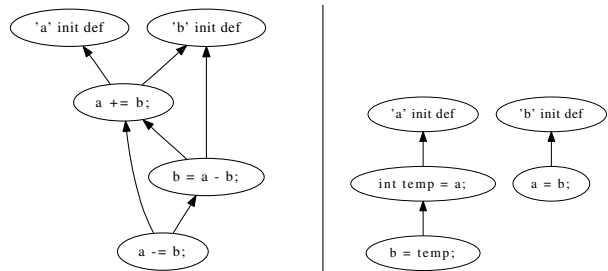 'a' init def
'b' init def
a += b;
b = a - b;
a -= b;
'a' init def
'b' init def
int temp = a;
a = b;
b = temp;